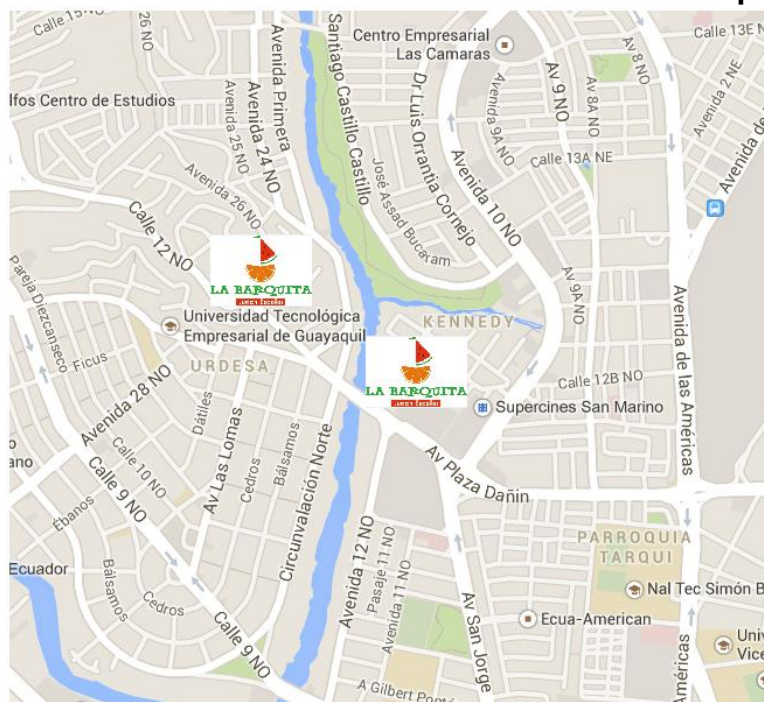 p
Calle 15 NO
26 NO
Avenida Primera
Santiago Castillo Castillo
Centro Empresarial
Las Camaras
Av 8 NO
Calle 13E N
Av 9 NO
Av 8A NO
Avenida 2 NE
lfos Centro de Estudios
Avenida 24 NO
Avenida 25 NO
Dr Luis Orrantia Cornejo
Avenida 9A NO
Avenida de
Calle 13A NE
José Assad Bucaram
Avenida 26 NO
Avenida 10 NO
Calle 12 NO
LA BARQUITA
Pareja Diezcanseco
Av 9A NO
Avenida de las Américas
Universidad Tecnológica
Empresarial de Guayaquil
KENNEDY
Ficus
URDESA
LA BARQUITA
Calle 12B NO
Avenida 28 NO
Dátiles
Supercines San Marino
ano
Calle 10 NO
Av Las Lomas
Cedros
Bálsamos
Circunvalación Norte
Av Plaza Dañin
Calle 9 NO
Ébanos
PARROQUIA
TARQUI
Ecuador
Bálsamos
Avenida 12 NO
Pasaje 11 NO
Avenida 11 NO
Nal Tec Simón B
Cedros
Av San Jorge
Ecua-American
Calle 9 NO
Univ
Vice
Américas
A Gilbert Pontó